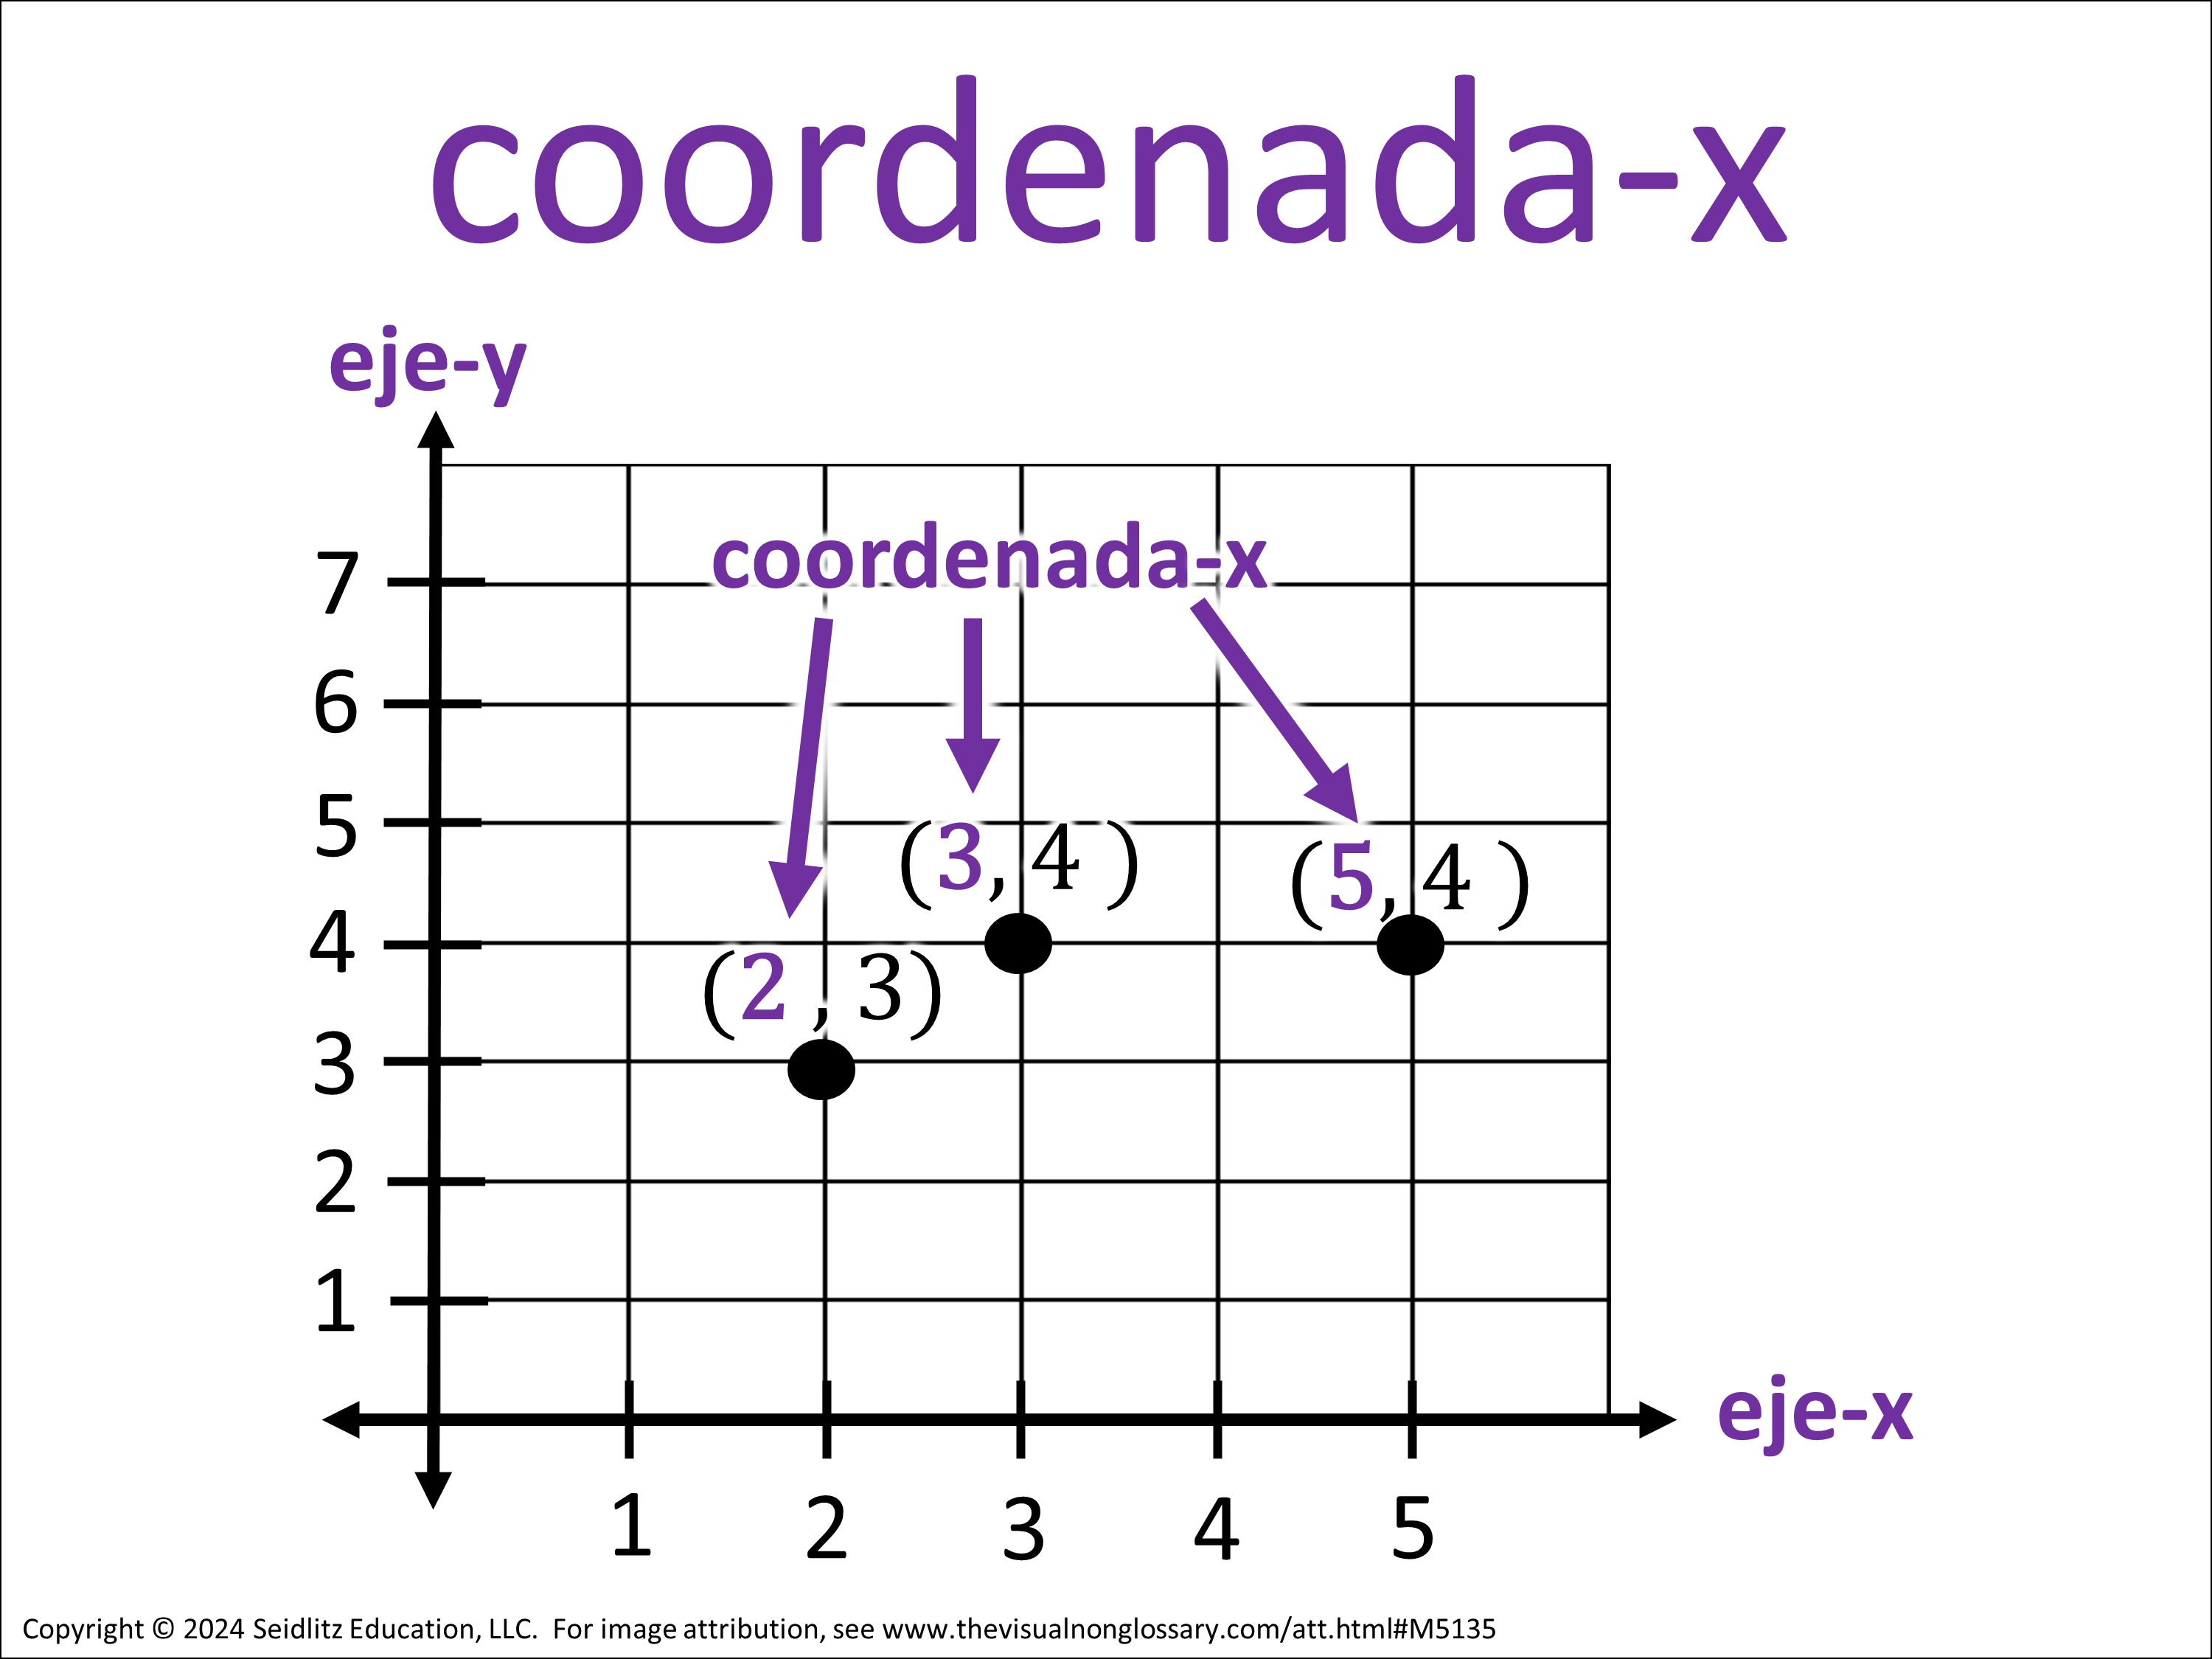 coordenada-x
eje-y
coordenada-x
7
6
5
(3,4 )
(5,4 )
4
(2 , 3)
3
2
1
eje-x
1 2 3 4 5
Copyright © 2024 Seidlitz Education, LLC.  For image attribution, see www.thevisualnonglossary.com/att.html#M5135